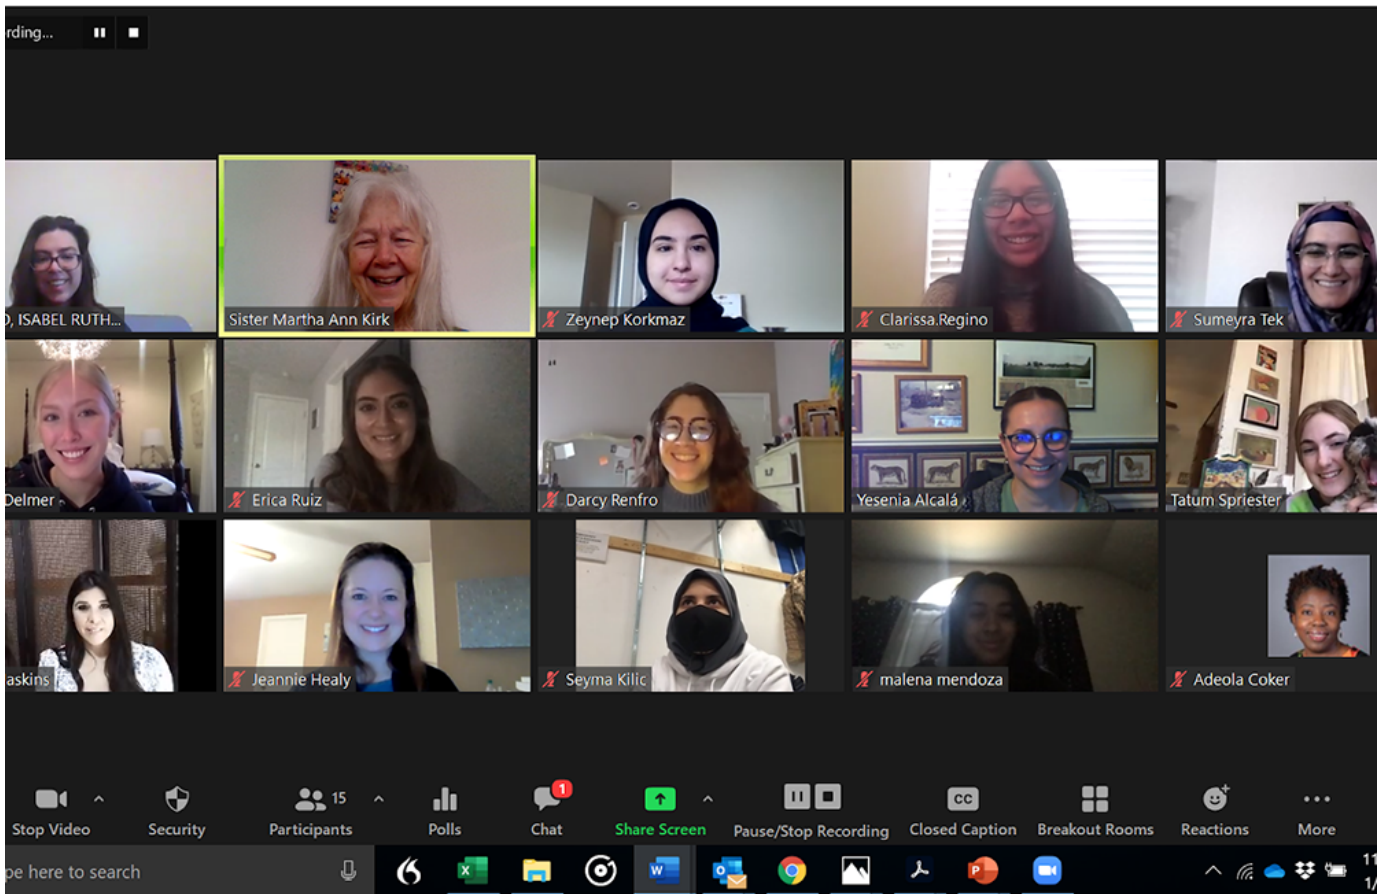 rding...
O, ISABEL RUTH...
Sister Martha Ann Kirk
Zeynep Korkmaz
Clarissa.Regino
Sumeyra Tek
Delmer
Erica Ruiz
Darcy Renfro
Yesenia Alcalá
Tatum Spriester
askins
Jeannie Healy
Seyma Kilic
malena mendoza
Adeola Coker
15
1
Stop Video
Security
Participants
Polls
Chat
Share Screen
Pause/Stop Recording
CC
Closed Caption
Breakout Rooms
Reactions
More
pe here to search
11
1/